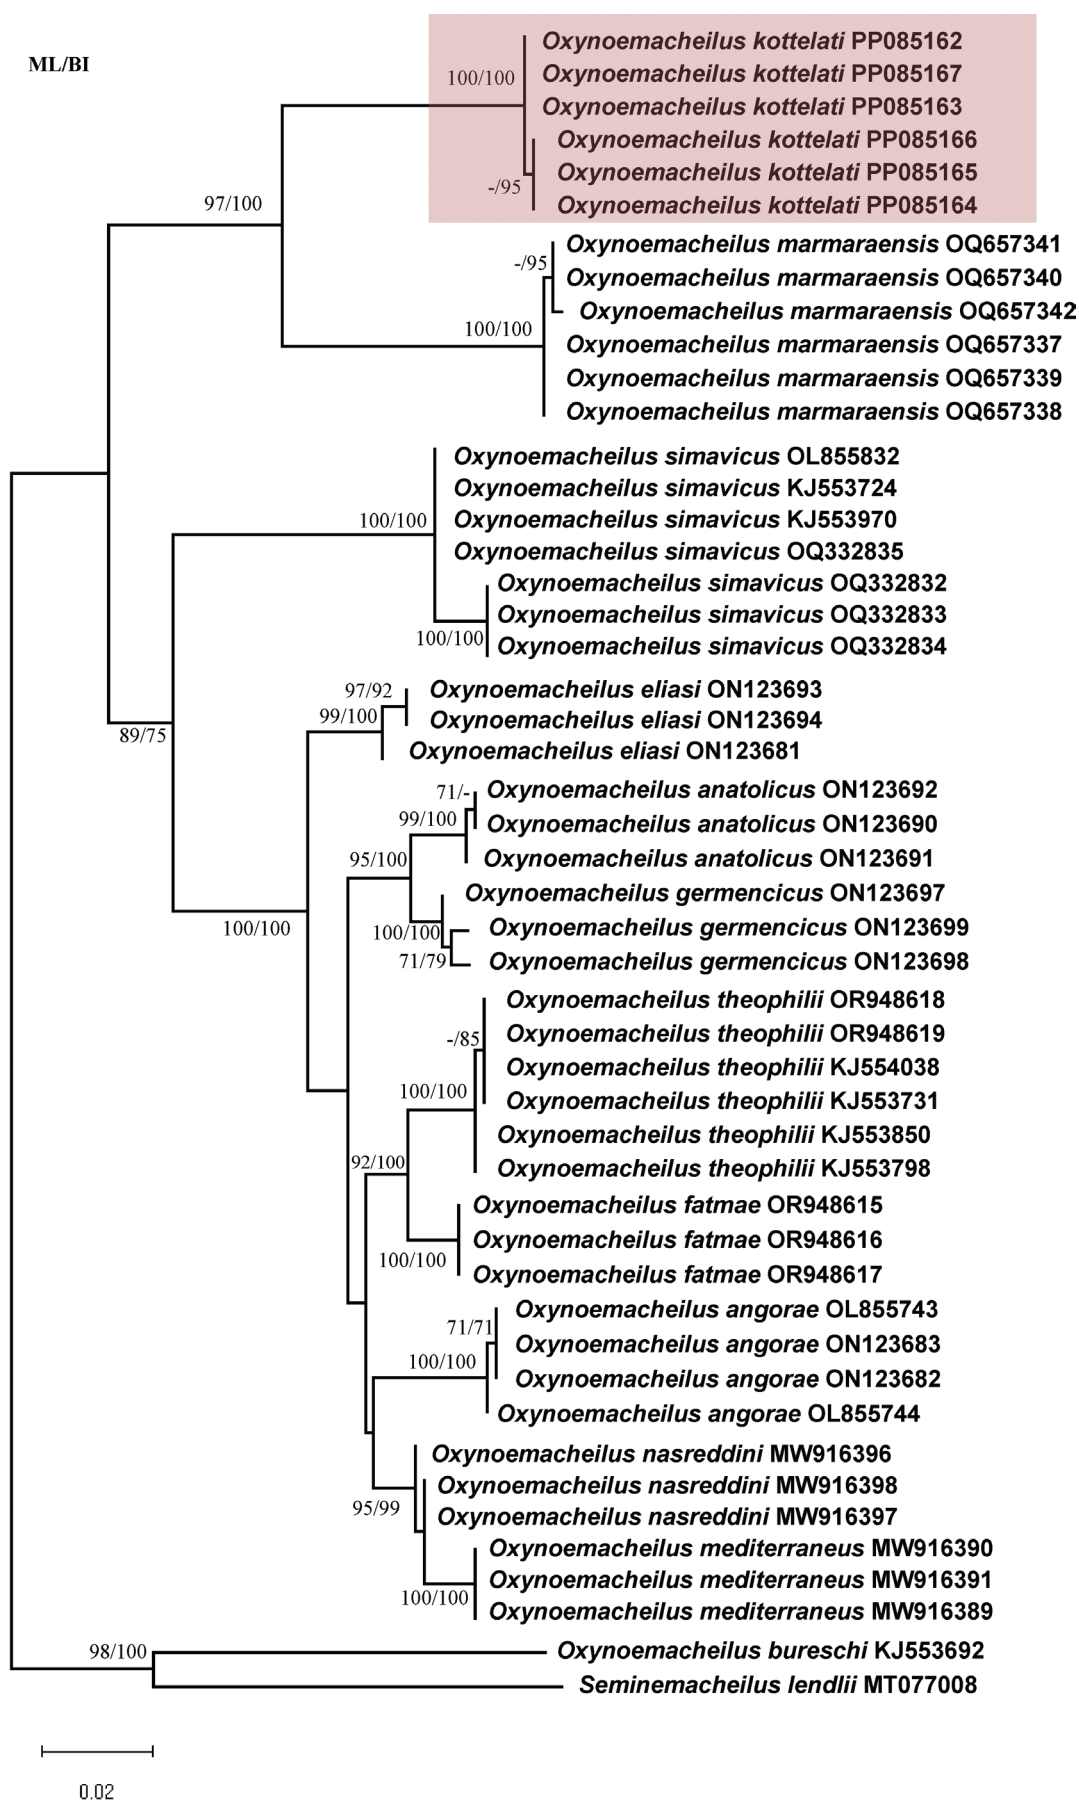 Oxynoemacheilus kottelati PP085162
ML/BI
100/100
Oxynoemacheilus kottelati PP085167
Oxynoemacheilus kottelati PP085163
Oxynoemacheilus kottelati PP085166
Oxynoemacheilus kottelati PP085165
-/95
Oxynoemacheilus kottelati PP085164
97/100
Oxynoemacheilus marmaraensis OQ657341
-/95
Oxynoemacheilus marmaraensis OQ657340
Oxynoemacheilus marmaraensis OQ657342
100/100
Oxynoemacheilus marmaraensis OQ657337
Oxynoemacheilus marmaraensis OQ657339
Oxynoemacheilus marmaraensis OQ657338
Oxynoemacheilus simavicus OL855832
Oxynoemacheilus simavicus KJ553724
100/100
Oxynoemacheilus simavicus KJ553970
Oxynoemacheilus simavicus OQ332835
Oxynoemacheilus simavicus OQ332832
Oxynoemacheilus simavicus OQ332833
100/100
Oxynoemacheilus simavicus OQ332834
97/92
Oxynoemacheilus eliasi ON123693
99/100
Oxynoemacheilus eliasi ON123694
89/75
Oxynoemacheilus eliasi ON123681
71/-
Oxynoemacheilus anatolicus ON123692
99/100
Oxynoemacheilus anatolicus ON123690
95/100
Oxynoemacheilus anatolicus ON123691
Oxynoemacheilus germencicus ON123697
100/100
100/100
Oxynoemacheilus germencicus ON123699
71/79
Oxynoemacheilus germencicus ON123698
Oxynoemacheilus theophilii OR948618
-/85
Oxynoemacheilus theophilii OR948619
Oxynoemacheilus theophilii KJ554038
100/100
Oxynoemacheilus theophilii KJ553731
Oxynoemacheilus theophilii KJ553850
92/100
Oxynoemacheilus theophilii KJ553798
Oxynoemacheilus fatmae OR948615
Oxynoemacheilus fatmae OR948616
100/100
Oxynoemacheilus fatmae OR948617
Oxynoemacheilus angorae OL855743
71/71
Oxynoemacheilus angorae ON123683
100/100
Oxynoemacheilus angorae ON123682
Oxynoemacheilus angorae OL855744
Oxynoemacheilus nasreddini MW916396
Oxynoemacheilus nasreddini MW916398
95/99
Oxynoemacheilus nasreddini MW916397
Oxynoemacheilus mediterraneus MW916390
Oxynoemacheilus mediterraneus MW916391
100/100
Oxynoemacheilus mediterraneus MW916389
98/100
Oxynoemacheilus bureschi KJ553692
Seminemacheilus lendlii MT077008
0.02